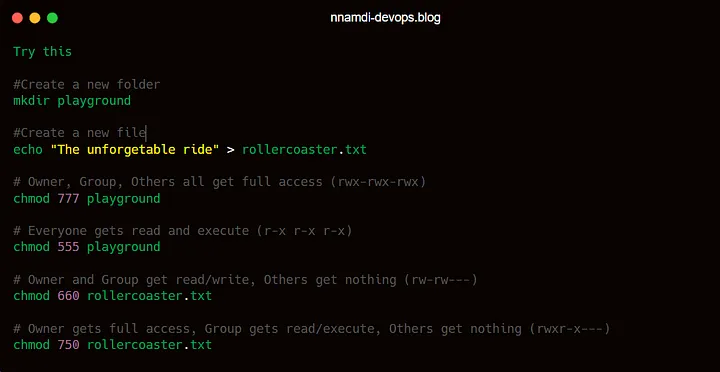 nnamdi-devops.blog
Try this
#Create a new folder
mkdir playground
#Create a new file
echo "The unforgetable ride" > rollercoaster.txt
# Owner, Group, Others all get full access (rwx-rwx-rwx)
chmod 777 playground
# Everyone gets read and execute (r-x r-x r-x)
chmod 555 playground
# Owner and Group get read/write, Others get nothing (rw-rw---)
chmod 660 rollercoaster.txt
# Owner gets full access, Group gets read/execute, Others get nothing (rwxr-x---)
chmod 750 rollercoaster.txt